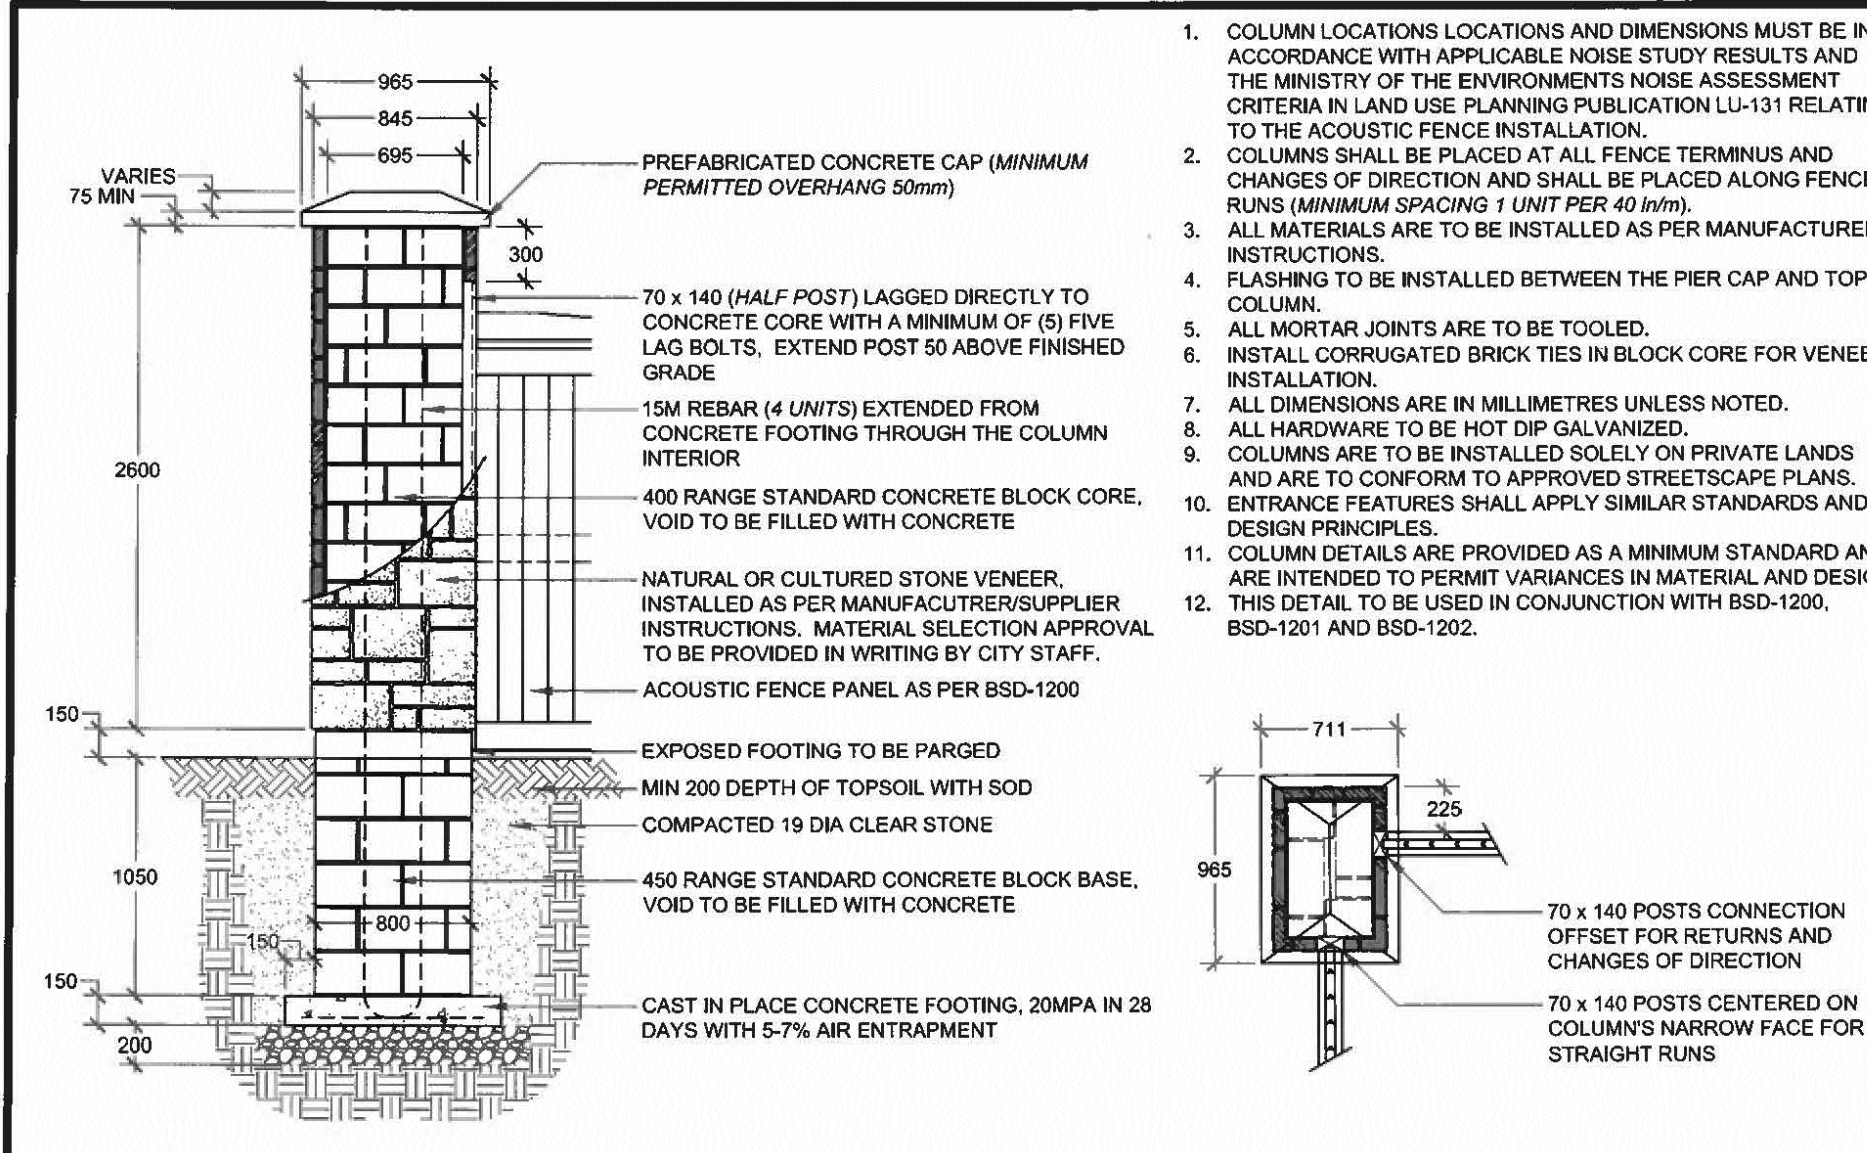 965
845
695
VARIES
75 MIN
300
2600
150
1050
800
150
150
200
PREFABRICATED CONCRETE CAP (MINIMUM
PERMITTED OVERHANG 50mm)
70 x 140 (HALF POST) LAGGED DIRECTLY TO
CONCRETE CORE WITH A MINIMUM OF (5) FIVE
LAG BOLTS, EXTEND POST 50 ABOVE FINISHED
GRADE
15M REBAR (4 UNITS) EXTENDED FROM
CONCRETE FOOTING THROUGH THE COLUMN
INTERIOR
400 RANGE STANDARD CONCRETE BLOCK CORE,
VOID TO BE FILLED WITH CONCRETE
NATURAL OR CULTURED STONE VENEER,
INSTALLED AS PER MANUFACUTRER/SUPPLIER
INSTRUCTIONS. MATERIAL SELECTION APPROVAL
TO BE PROVIDED IN WRITING BY CITY STAFF.
ACOUSTIC FENCE PANEL AS PER BSD-1200
EXPOSED FOOTING TO BE PARGED
MIN 200 DEPTH OF TOPSOIL WITH SOD
COMPACTED 19 DIA CLEAR STONE
450 RANGE STANDARD CONCRETE BLOCK BASE,
VOID TO BE FILLED WITH CONCRETE
CAST IN PLACE CONCRETE FOOTING, 20MPA IN 28
DAYS WITH 5-7% AIR ENTRAPMENT
1. COLUMN LOCATIONS LOCATIONS AND DIMENSIONS MUST BE IN
ACCORDANCE WITH APPLICABLE NOISE STUDY RESULTS AND
THE MINISTRY OF THE ENVIRONMENTS NOISE ASSESSMENT
CRITERIA IN LAND USE PLANNING PUBLICATION LU-131 RELATIN
TO THE ACOUSTIC FENCE INSTALLATION.
2. COLUMNS SHALL BE PLACED AT ALL FENCE TERMINUS AND
CHANGES OF DIRECTION AND SHALL BE PLACED ALONG FENCE
RUNS (MINIMUM SPACING 1 UNIT PER 40 ln/m).
3. ALL MATERIALS ARE TO BE INSTALLED AS PER MANUFACTURE
INSTRUCTIONS.
4. FLASHING TO BE INSTALLED BETWEEN THE PIER CAP AND TOP
COLUMN.
5. ALL MORTAR JOINTS ARE TO BE TOOLED.
6. INSTALL CORRUGATED BRICK TIES IN BLOCK CORE FOR VENEE
INSTALLATION.
7. ALL DIMENSIONS ARE IN MILLIMETRES UNLESS NOTED.
8. ALL HARDWARE TO BE HOT DIP GALVANIZED.
9. COLUMNS ARE TO BE INSTALLED SOLELY ON PRIVATE LANDS
AND ARE TO CONFORM TO APPROVED STREETSCAPE PLANS.
10. ENTRANCE FEATURES SHALL APPLY SIMILAR STANDARDS AND
DESIGN PRINCIPLES.
11. COLUMN DETAILS ARE PROVIDED AS A MINIMUM STANDARD AN
ARE INTENDED TO PERMIT VARIANCES IN MATERIAL AND DESIG
12. THIS DETAIL TO BE USED IN CONJUNCTION WITH BSD-1200,
BSD-1201 AND BSD-1202.
711
225
965
70 x 140 POSTS CONNECTION
OFFSET FOR RETURNS AND
CHANGES OF DIRECTION
70 x 140 POSTS CENTERED ON
COLUMN'S NARROW FACE FOR
STRAIGHT RUNS